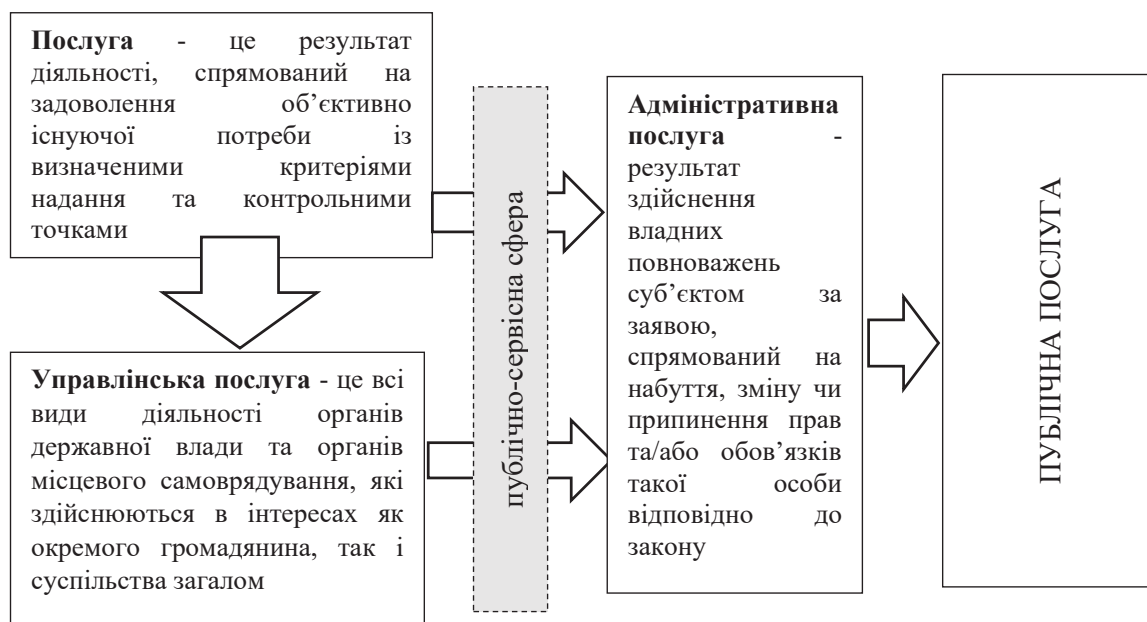 Послуга - це результат
діяльності, спрямований на
задоволення об’єктивно
існуючої потреби із
визначеними критеріями
надання та контрольними
точками
Управлінська послуга - це всі
види діяльності органів
державної влади та органів
місцевого самоврядування, які
здійснюються в інтересах як
окремого громадянина, так і
суспільства загалом
публічно-сервісна сфера
Адміністративна
послуга -
результат
здійснення
владних
повноважень
суб’єктом за
заявою,
спрямований на
набуття, зміну чи
припинення прав
та/або обов’язків
такої особи
відповідно до
закону
ПУБЛІЧНА ПОСЛУГА